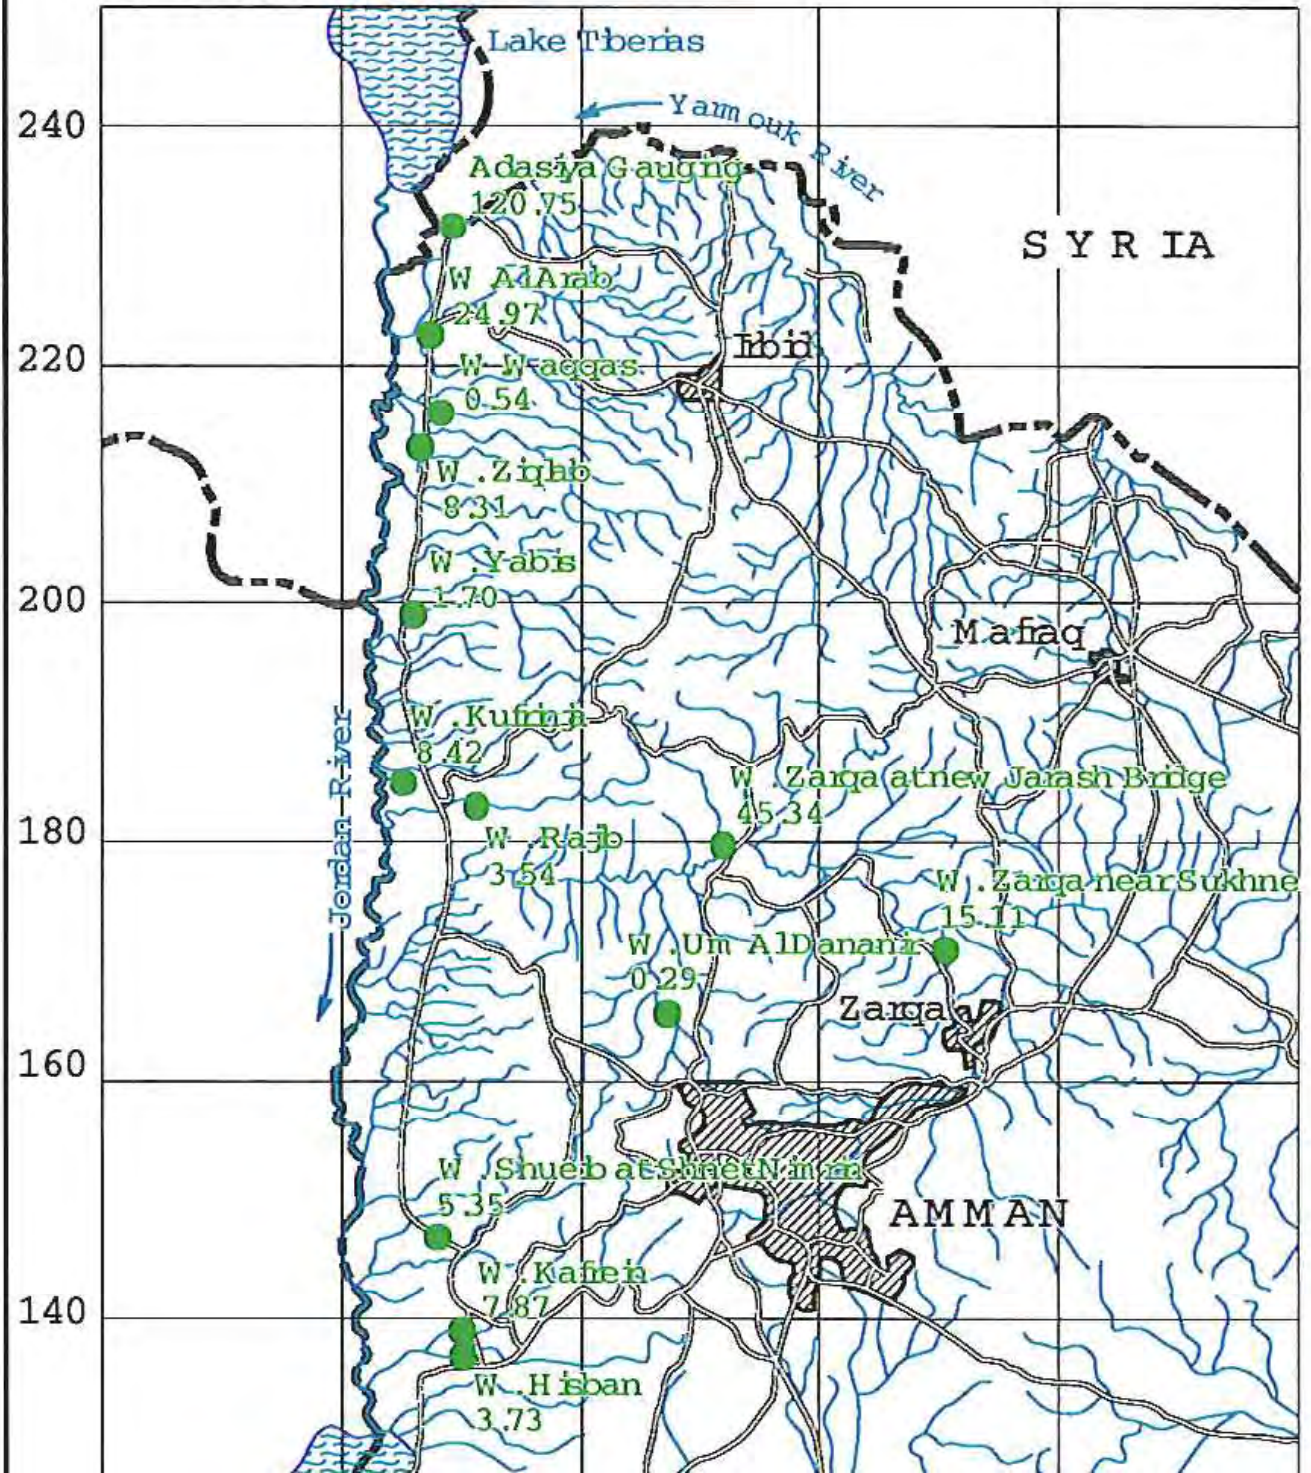 Lake Tiberias
Yarmouk River
240
Adasiya Gauging
120.75
SYRIA
W Al Arab
24.97
Irbid
220
W. Waqqas
0.54
W. Ziqlab
8.31
W. Yabis
1.70
200
Mafraq
W. Kufrinja
8.42
W. Zarqa at new Jarash Bridge
45.34
Jordan River
180
W. Rajib
3.54
W. Zarqa near Sukhne
15.11
W. Um Al Dananir
0.29
Zarqa
160
W. Shueib at Shunet Nimrin
5.35
AMMAN
W. Kafrein
7.87
140
W. Hisban
3.73